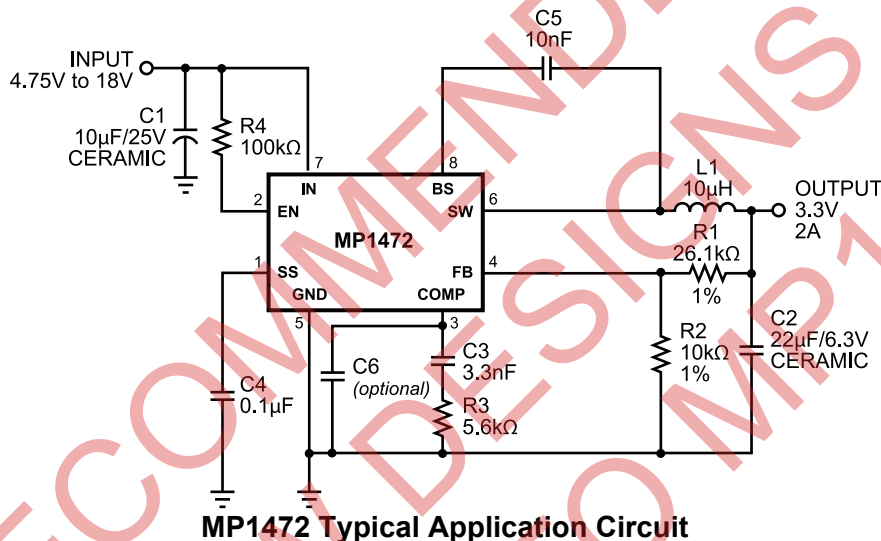 C5
10nF
INPUT
4.75V to 18V
C1
10µF/25V
CERAMIC
R4
100kΩ
7
8
IN
BS
L1
10µH
OUTPUT
3.3V
2A
2
EN
SW
6
MP1472
R1
26.1kΩ
1%
1
SS
FB
4
GND
COMP
5
3
R2
10kΩ
1%
C2
22µF/6.3V
CERAMIC
C6
(optional)
C3
3.3nF
C4
0.1µF
R3
5.6kΩ
MP1472 Typical Application Circuit